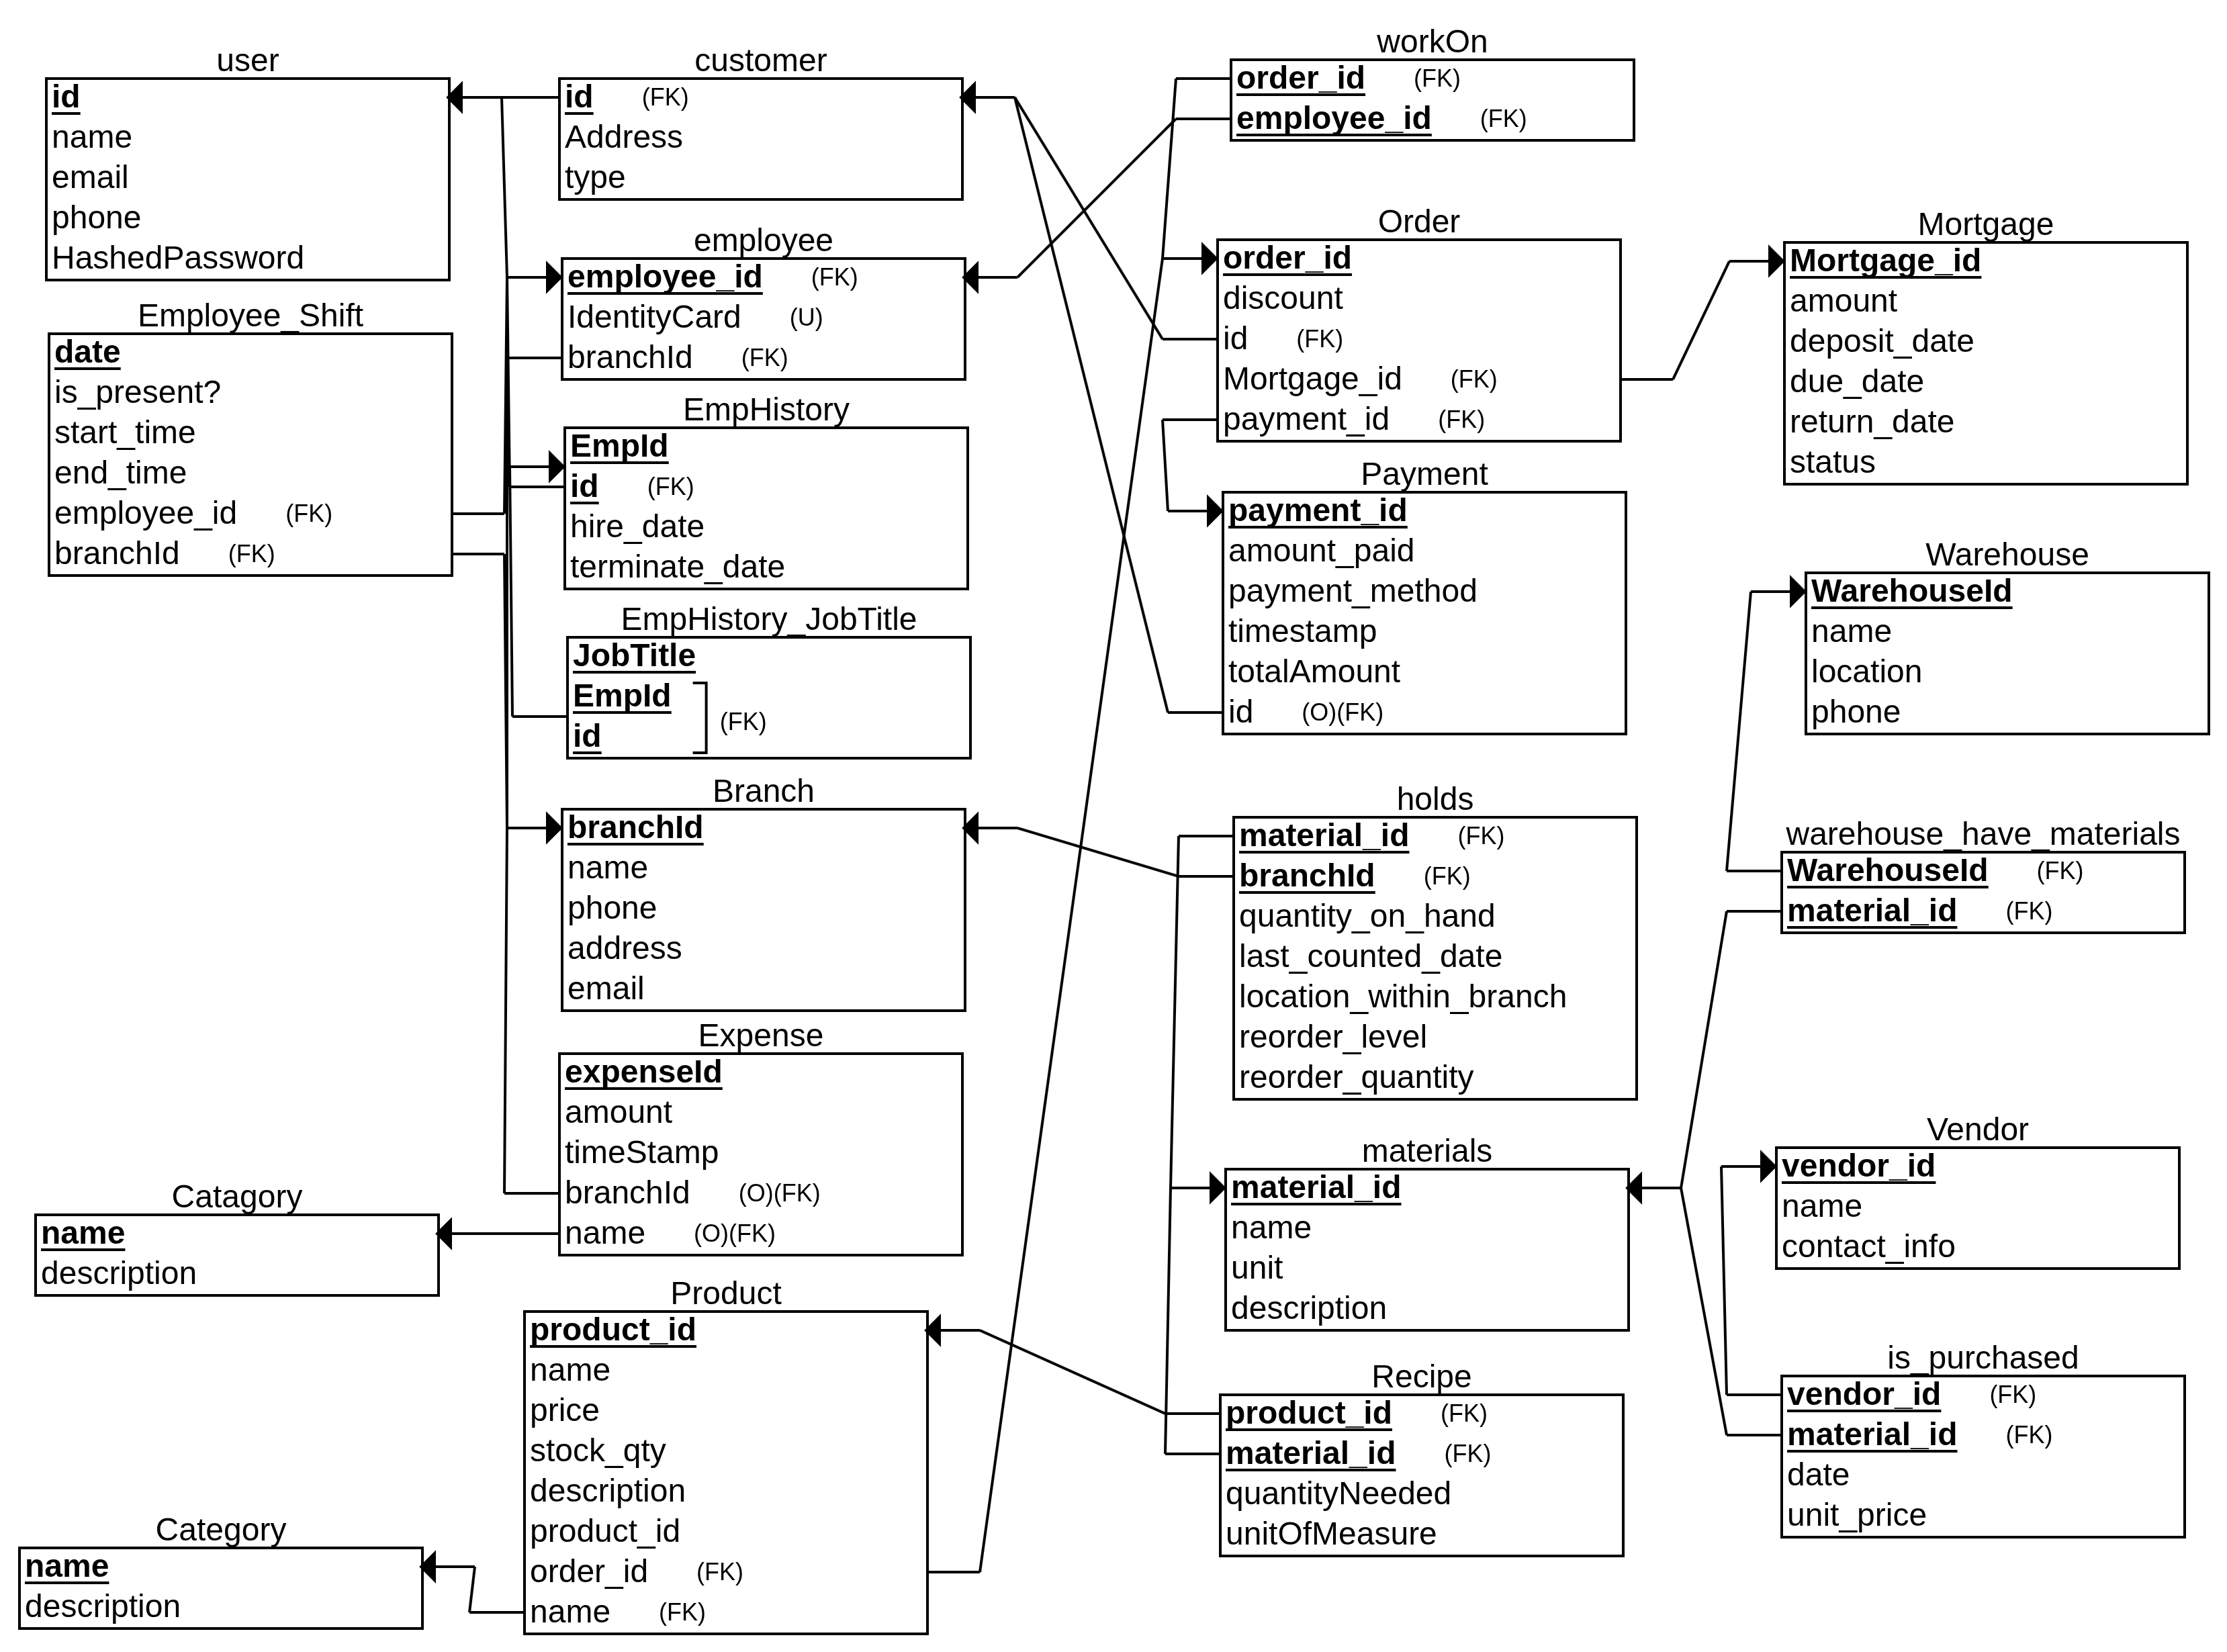 user
id
name
email
phone
HashedPassword
Employee_Shift
date
is_present?
start_time
end_time
employee_id (FK)
branchId (FK)
Catagory
name
description
Category
name
description
customer
id (FK)
Address
type
employee
employee_id (FK)
IdentityCard (U)
branchId (FK)
EmpHistory
EmpId
id (FK)
hire_date
terminate_date
EmpHistory_JobTitle
JobTitle
EmpId
(FK)
id
Branch
branchId
name
phone
address
email
Expense
expenseId
amount
timeStamp
branchId (O)(FK)
name (O)(FK)
Product
product_id
name
price
stock_qty
description
product_id
order_id (FK)
name (FK)
workOn
order_id (FK)
employee_id (FK)
Order
order_id
discount
id (FK)
Mortgage_id (FK)
payment_id (FK)
Payment
payment_id
amount_paid
payment_method
timestamp
totalAmount
id (O)(FK)
holds
material_id (FK)
branchId (FK)
quantity_on_hand
last_counted_date
location_within_branch
reorder_level
reorder_quantity
materials
material_id
name
unit
description
Recipe
product_id (FK)
material_id (FK)
quantityNeeded
unitOfMeasure
Mortgage
Mortgage_id
amount
deposit_date
due_date
return_date
status
Warehouse
WarehouseId
name
location
phone
warehouse_have_materials
WarehouseId (FK)
material_id (FK)
Vendor
vendor_id
name
contact_info
is_purchased
vendor_id (FK)
material_id (FK)
date
unit_price